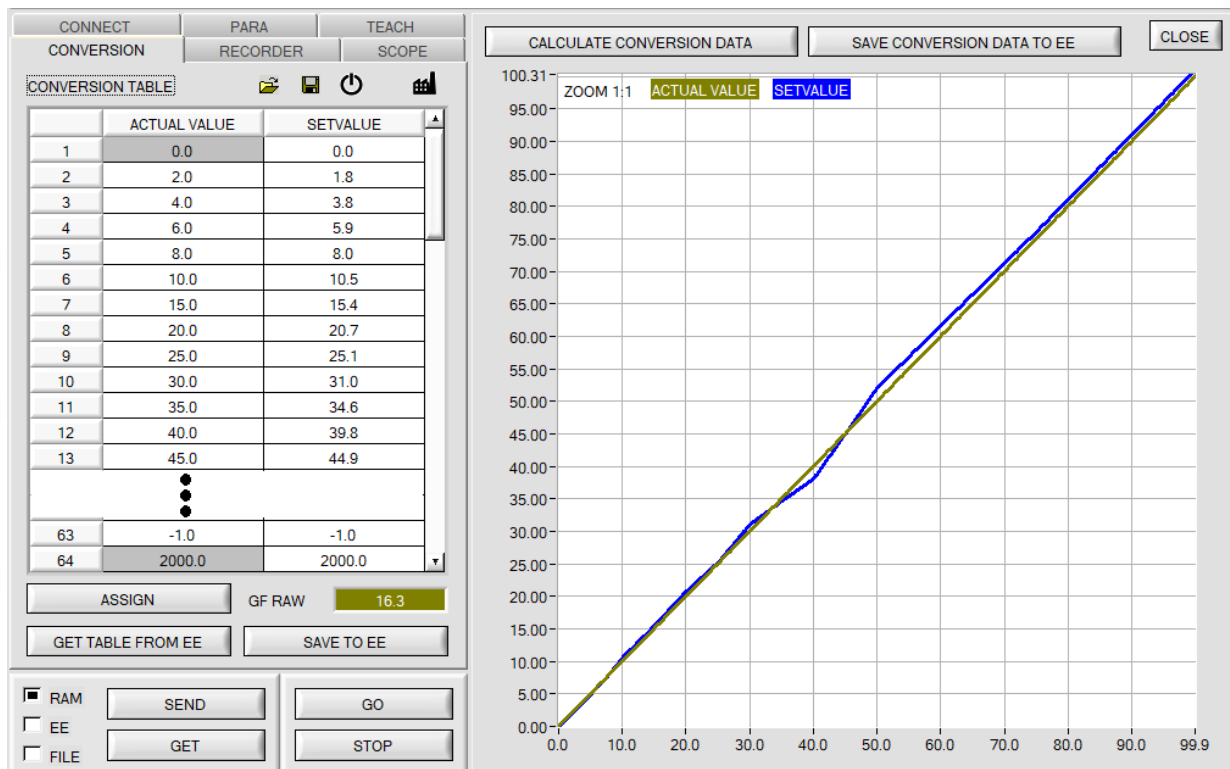 CONNECT PARA TEACH
CONVERSION RECORDER SCOPE
CONVERSION TABLE
ACTUAL VALUE SETVALUE
1 0.0 0.0
2 2.0 1.8
3 4.0 3.8
4 6.0 5.9
5 8.0 8.0
6 10.0 10.5
7 15.0 15.4
8 20.0 20.7
9 25.0 25.1
10 30.0 31.0
11 35.0 34.6
12 40.0 39.8
13 45.0 44.9
63 -1.0 -1.0
64 2000.0 2000.0
ASSIGN GF RAW 16.3
GET TABLE FROM EE SAVE TO EE
RAM
EE
FILE
SEND
GET
GO
STOP
CALCULATE CONVERSION DATA SAVE CONVERSION DATA TO EE CLOSE
ZOOM 1:1 ACTUAL VALUE SETVALUE
100.31
95.00
90.00
85.00
80.00
75.00
70.00
65.00
60.00
55.00
50.00
45.00
40.00
35.00
30.00
25.00
20.00
15.00
10.00
5.00
0.00
0.0 10.0 20.0 30.0 40.0 50.0 60.0 70.0 80.0 90.0 99.9